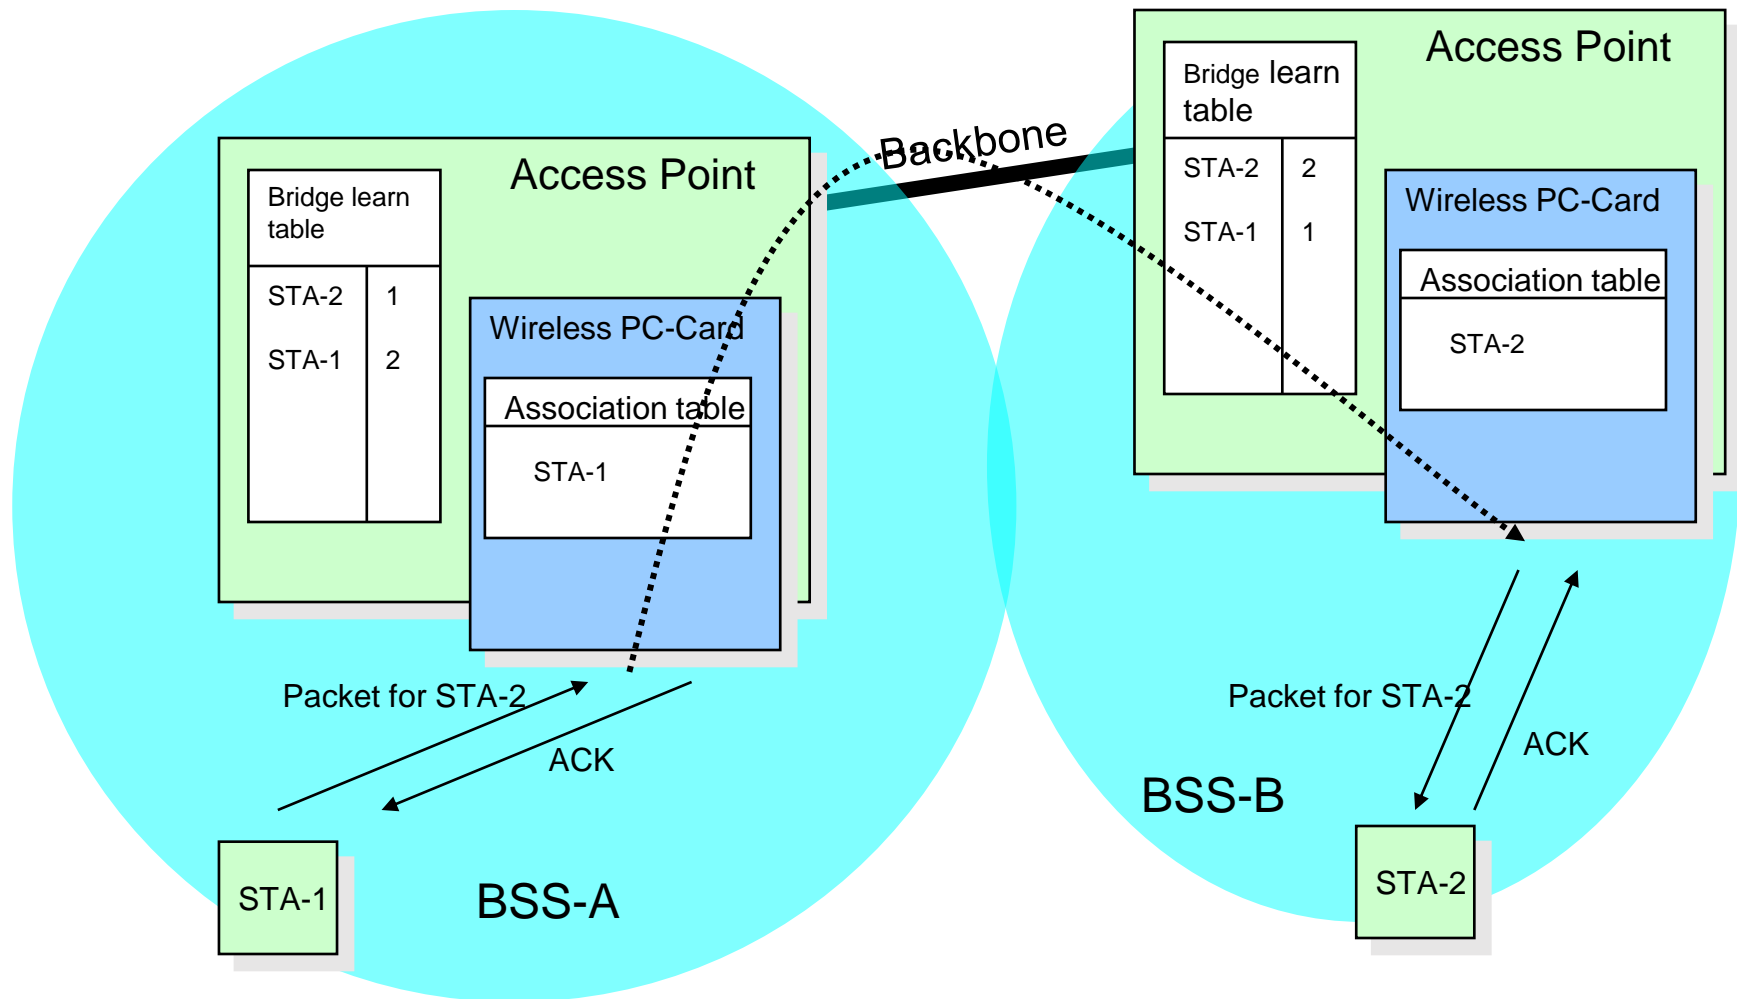 Access Point
Bridge learn
table
STA-2 1
STA-1 2
Wireless PC-Card
Association table
STA-1
Backbone
Access Point
Bridge learn
table
STA-2 2
STA-1 1
Wireless PC-Card
Association table
STA-2
Packet for STA-2
ACK
STA-1
BSS-A
Packet for STA-2
ACK
BSS-B
STA-2